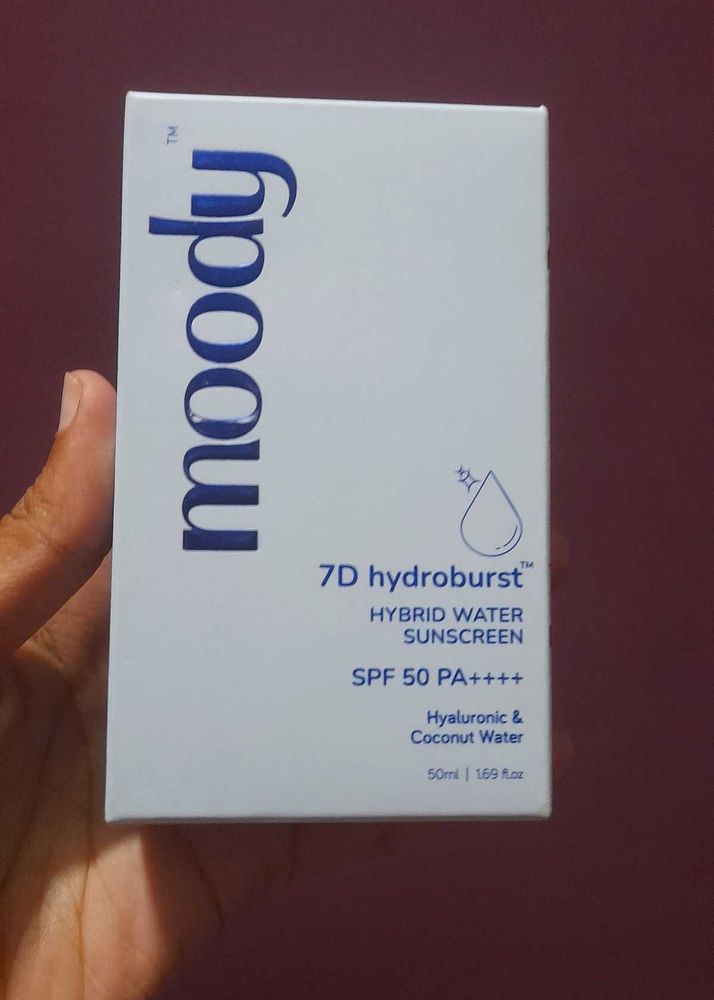 moody™
7D hydroburst™
HYBRID WATER
SUNSCREEN
SPF 50 PA++++
Hyaluronic &
Coconut Water
50ml | 1.69 fl.oz